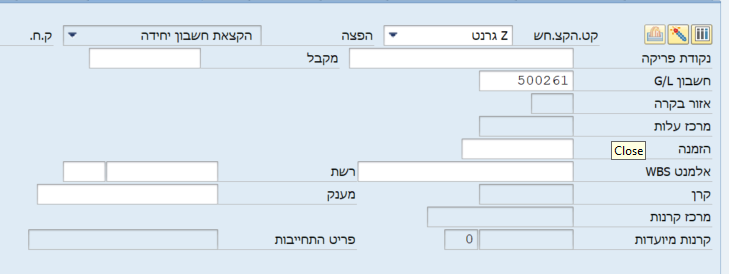 קט.הקצ.חש Z גרנט הפצה הקצאת חשבון יחידה ק.ח.
נקודת פריקה מקבל
חשבון G/L 500261
אזור בקרה
מרכז עלות
הזמנה Close
אלמנט WBS רשת
קרן מענק
מרכז קרנות
קרנות מיועדות 0 פריט התחייבות